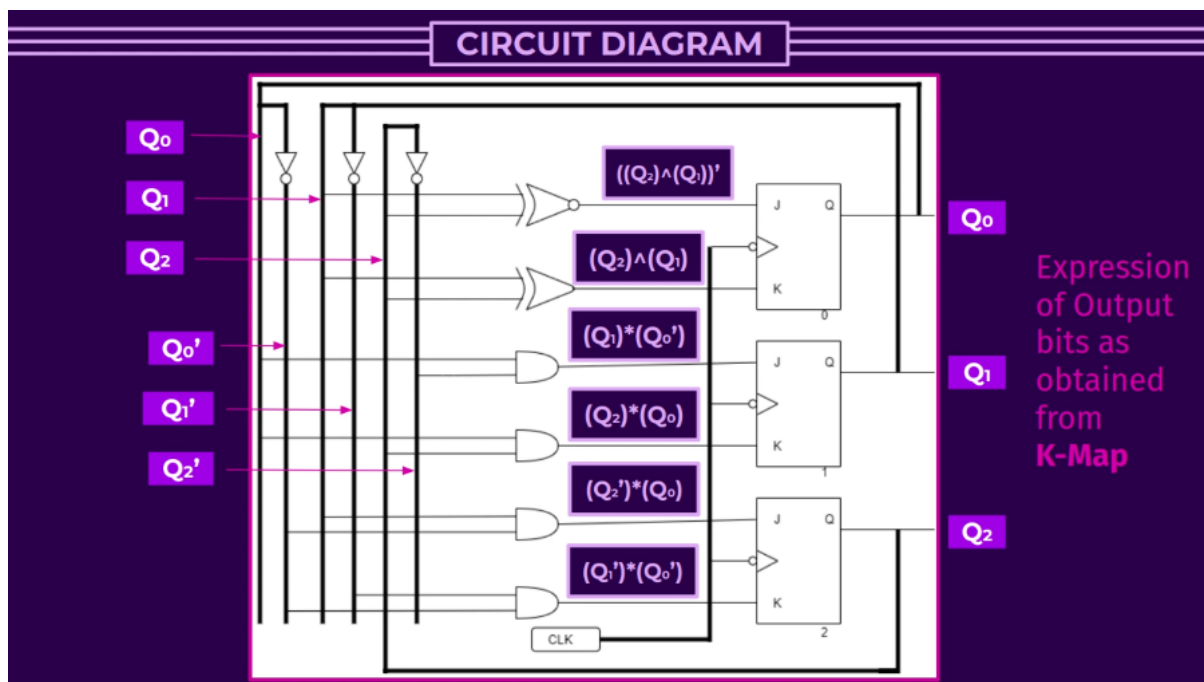 CIRCUIT DIAGRAM
Q₀
Q₁
Q₂
Q₀’
Q₁’
Q₂’
((Q₂)^(Q₁))’
(Q₂)^(Q₁)
(Q₁)*(Q₀’)
(Q₂)*(Q₀)
(Q₂’)*(Q₀)
(Q₁’)*(Q₀’)
J Q
K
0
J Q
K
1
J Q
K
2
CLK
Q₀
Q₁
Q₂
Expression
of Output
bits as
obtained
from
K-Map